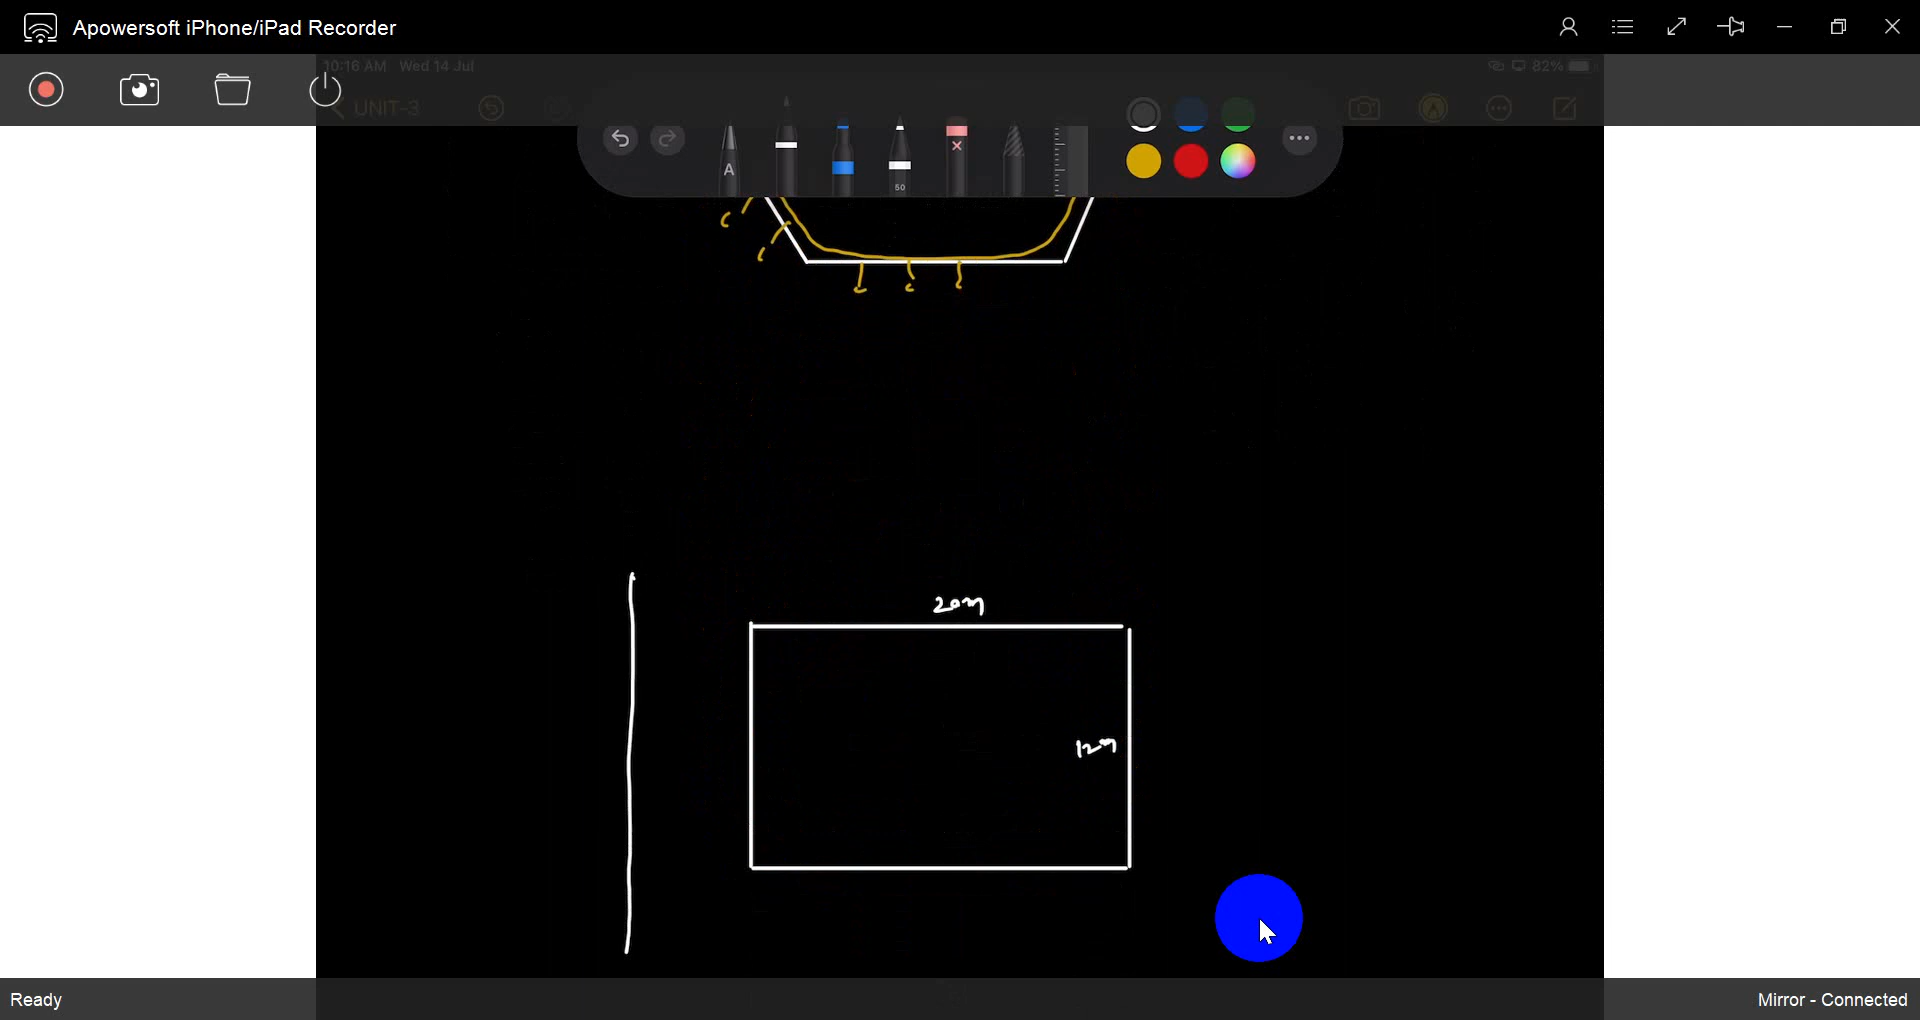 Apowersoft iPhone/iPad Recorder
10:16 AM Wed 14 Jul
82%
UNIT-3
A
50
20m
12m
Ready
Mirror - Connected